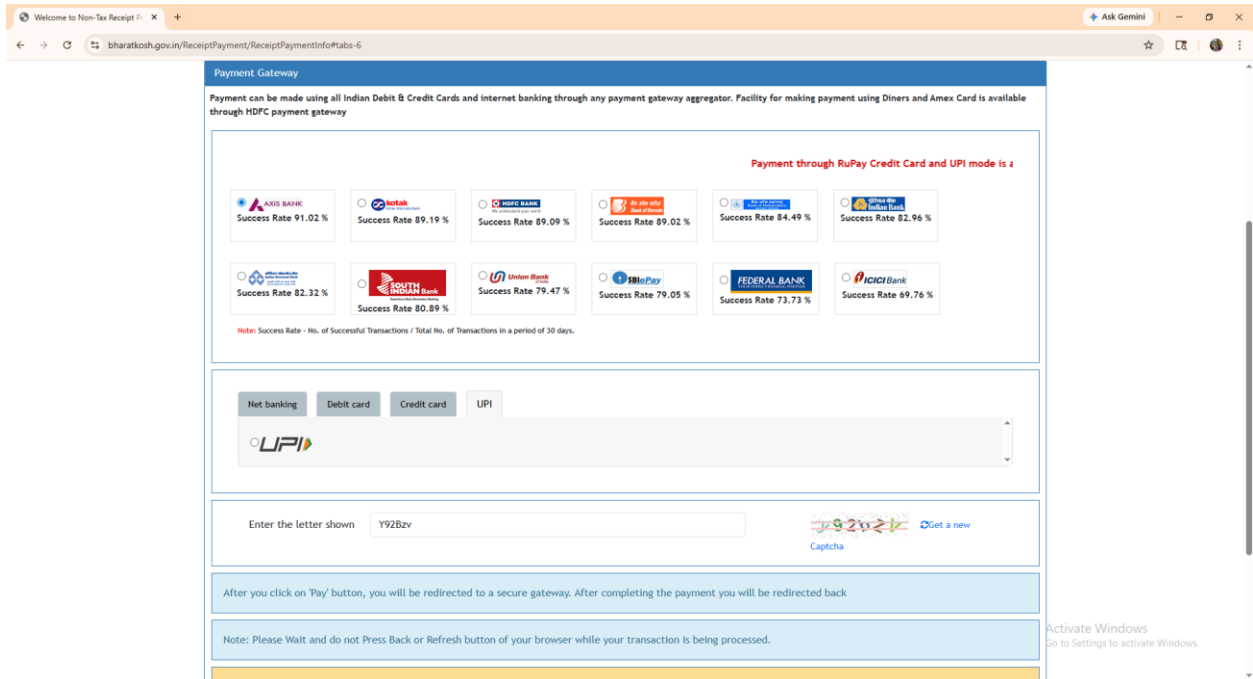 Welcome to Non-Tax Receipt P
Ask Gemini
bharatkosh.gov.in/ReceiptPayment/ReceiptPaymentInfo#tabs-6
Payment Gateway
Payment can be made using all Indian Debit & Credit Cards and internet banking through any payment gateway aggregator. Facility for making payment using Diners and Amex Card is available
through HDFC payment gateway
Payment through RuPay Credit Card and UPI mode is a
AXIS BANK
Success Rate 91.02 %
kotak
Success Rate 89.19 %
HDFC BANK
We understand your world
Success Rate 89.09 %
Bank of Baroda
Success Rate 89.02 %
Success Rate 84.49 %
Indian Bank
Success Rate 82.96 %
Success Rate 82.32 %
SOUTH
INDIAN Bank
Success Rate 80.89 %
Union Bank
of India
Success Rate 79.47 %
SBIePay
Success Rate 79.05 %
FEDERAL BANK
YOUR PERFECT BANKING PARTNER
Success Rate 73.73 %
ICICI Bank
Success Rate 69.76 %
Note: Success Rate - No. of Successful Transactions / Total No. of Transactions in a period of 30 days.
Net banking Debit card Credit card UPI
UPI
Enter the letter shown Y92Bzv Get a new
Captcha
After you click on 'Pay' button, you will be redirected to a secure gateway. After completing the payment you will be redirected back
Note: Please Wait and do not Press Back or Refresh button of your browser while your transaction is being processed.
Activate Windows
Go to Settings to activate Windows.